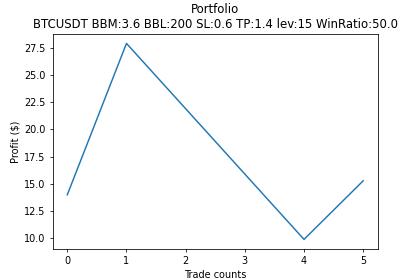 Portfolio
BTCUSDT BBM:3.6 BBL:200 SL:0.6 TP:1.4 lev:15 WinRatio:50.0
27.5
25.0
22.5
20.0
17.5
15.0
12.5
10.0
Profit ($)
0 1 2 3 4 5
Trade counts